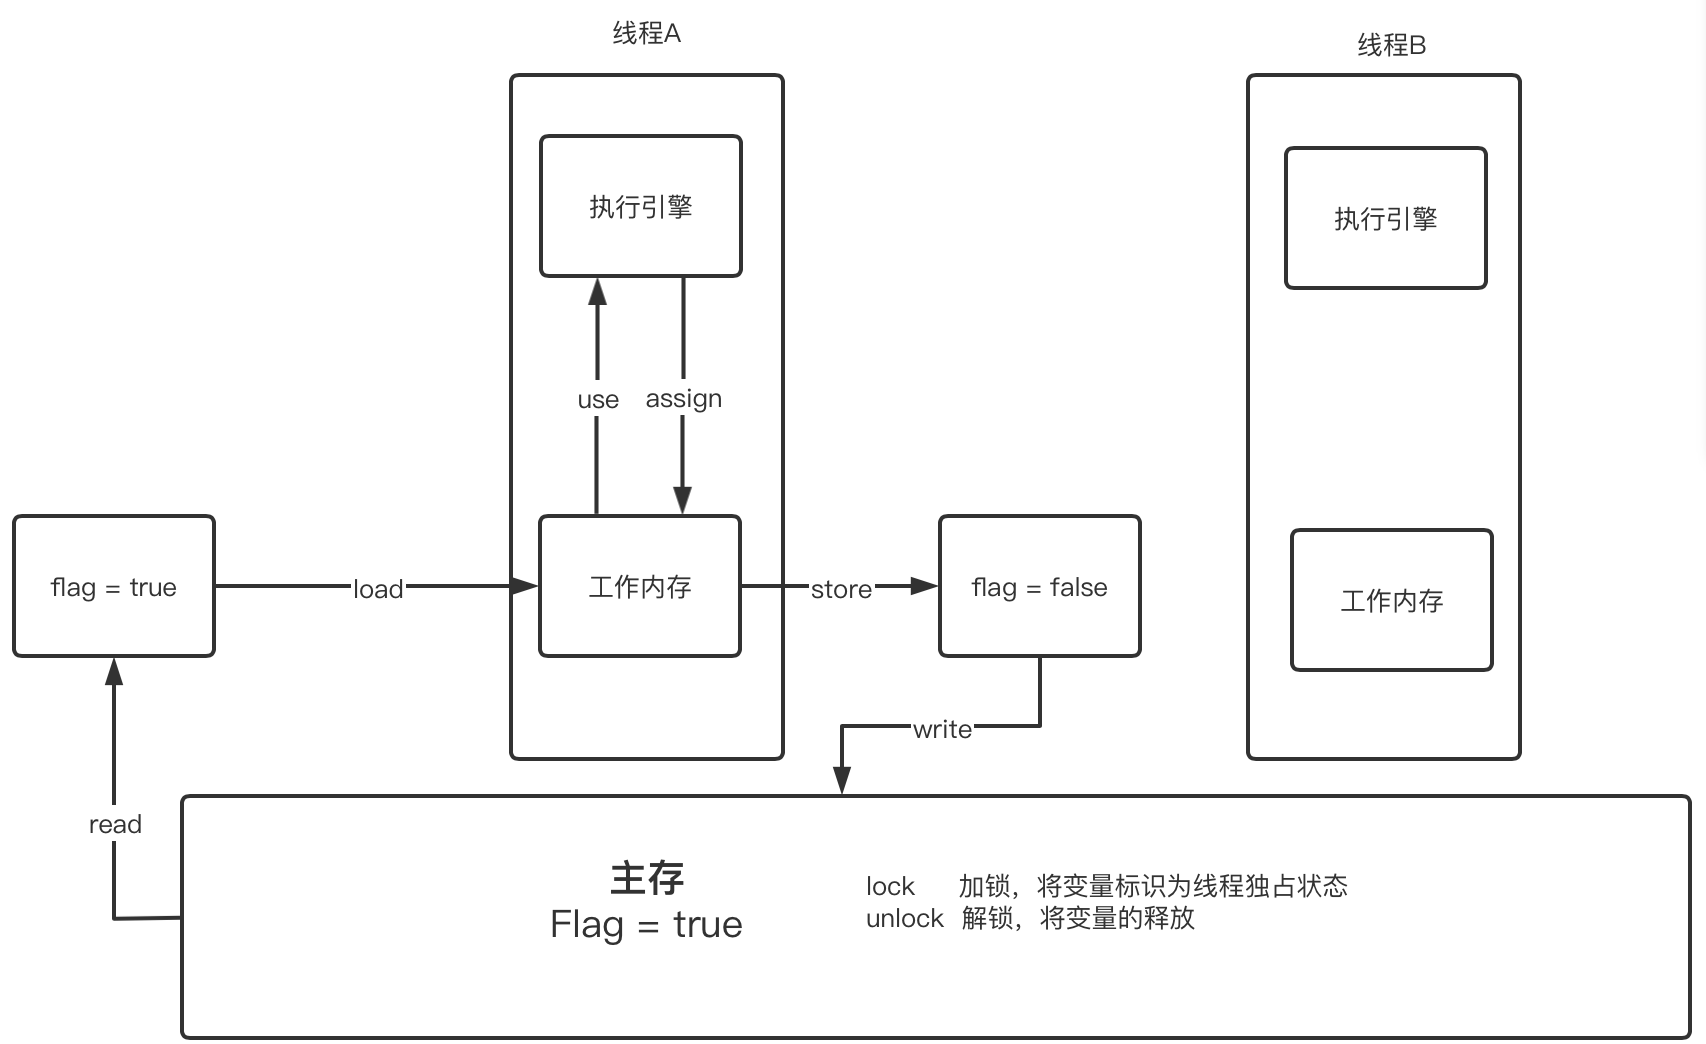 线程A
线程B
执行引擎
执行引擎
use
assign
flag = true
load
工作内存
store
flag = false
工作内存
write
read
主存
Flag = true
lock 加锁，将变量标识为线程独占状态
unlock 解锁，将变量的释放